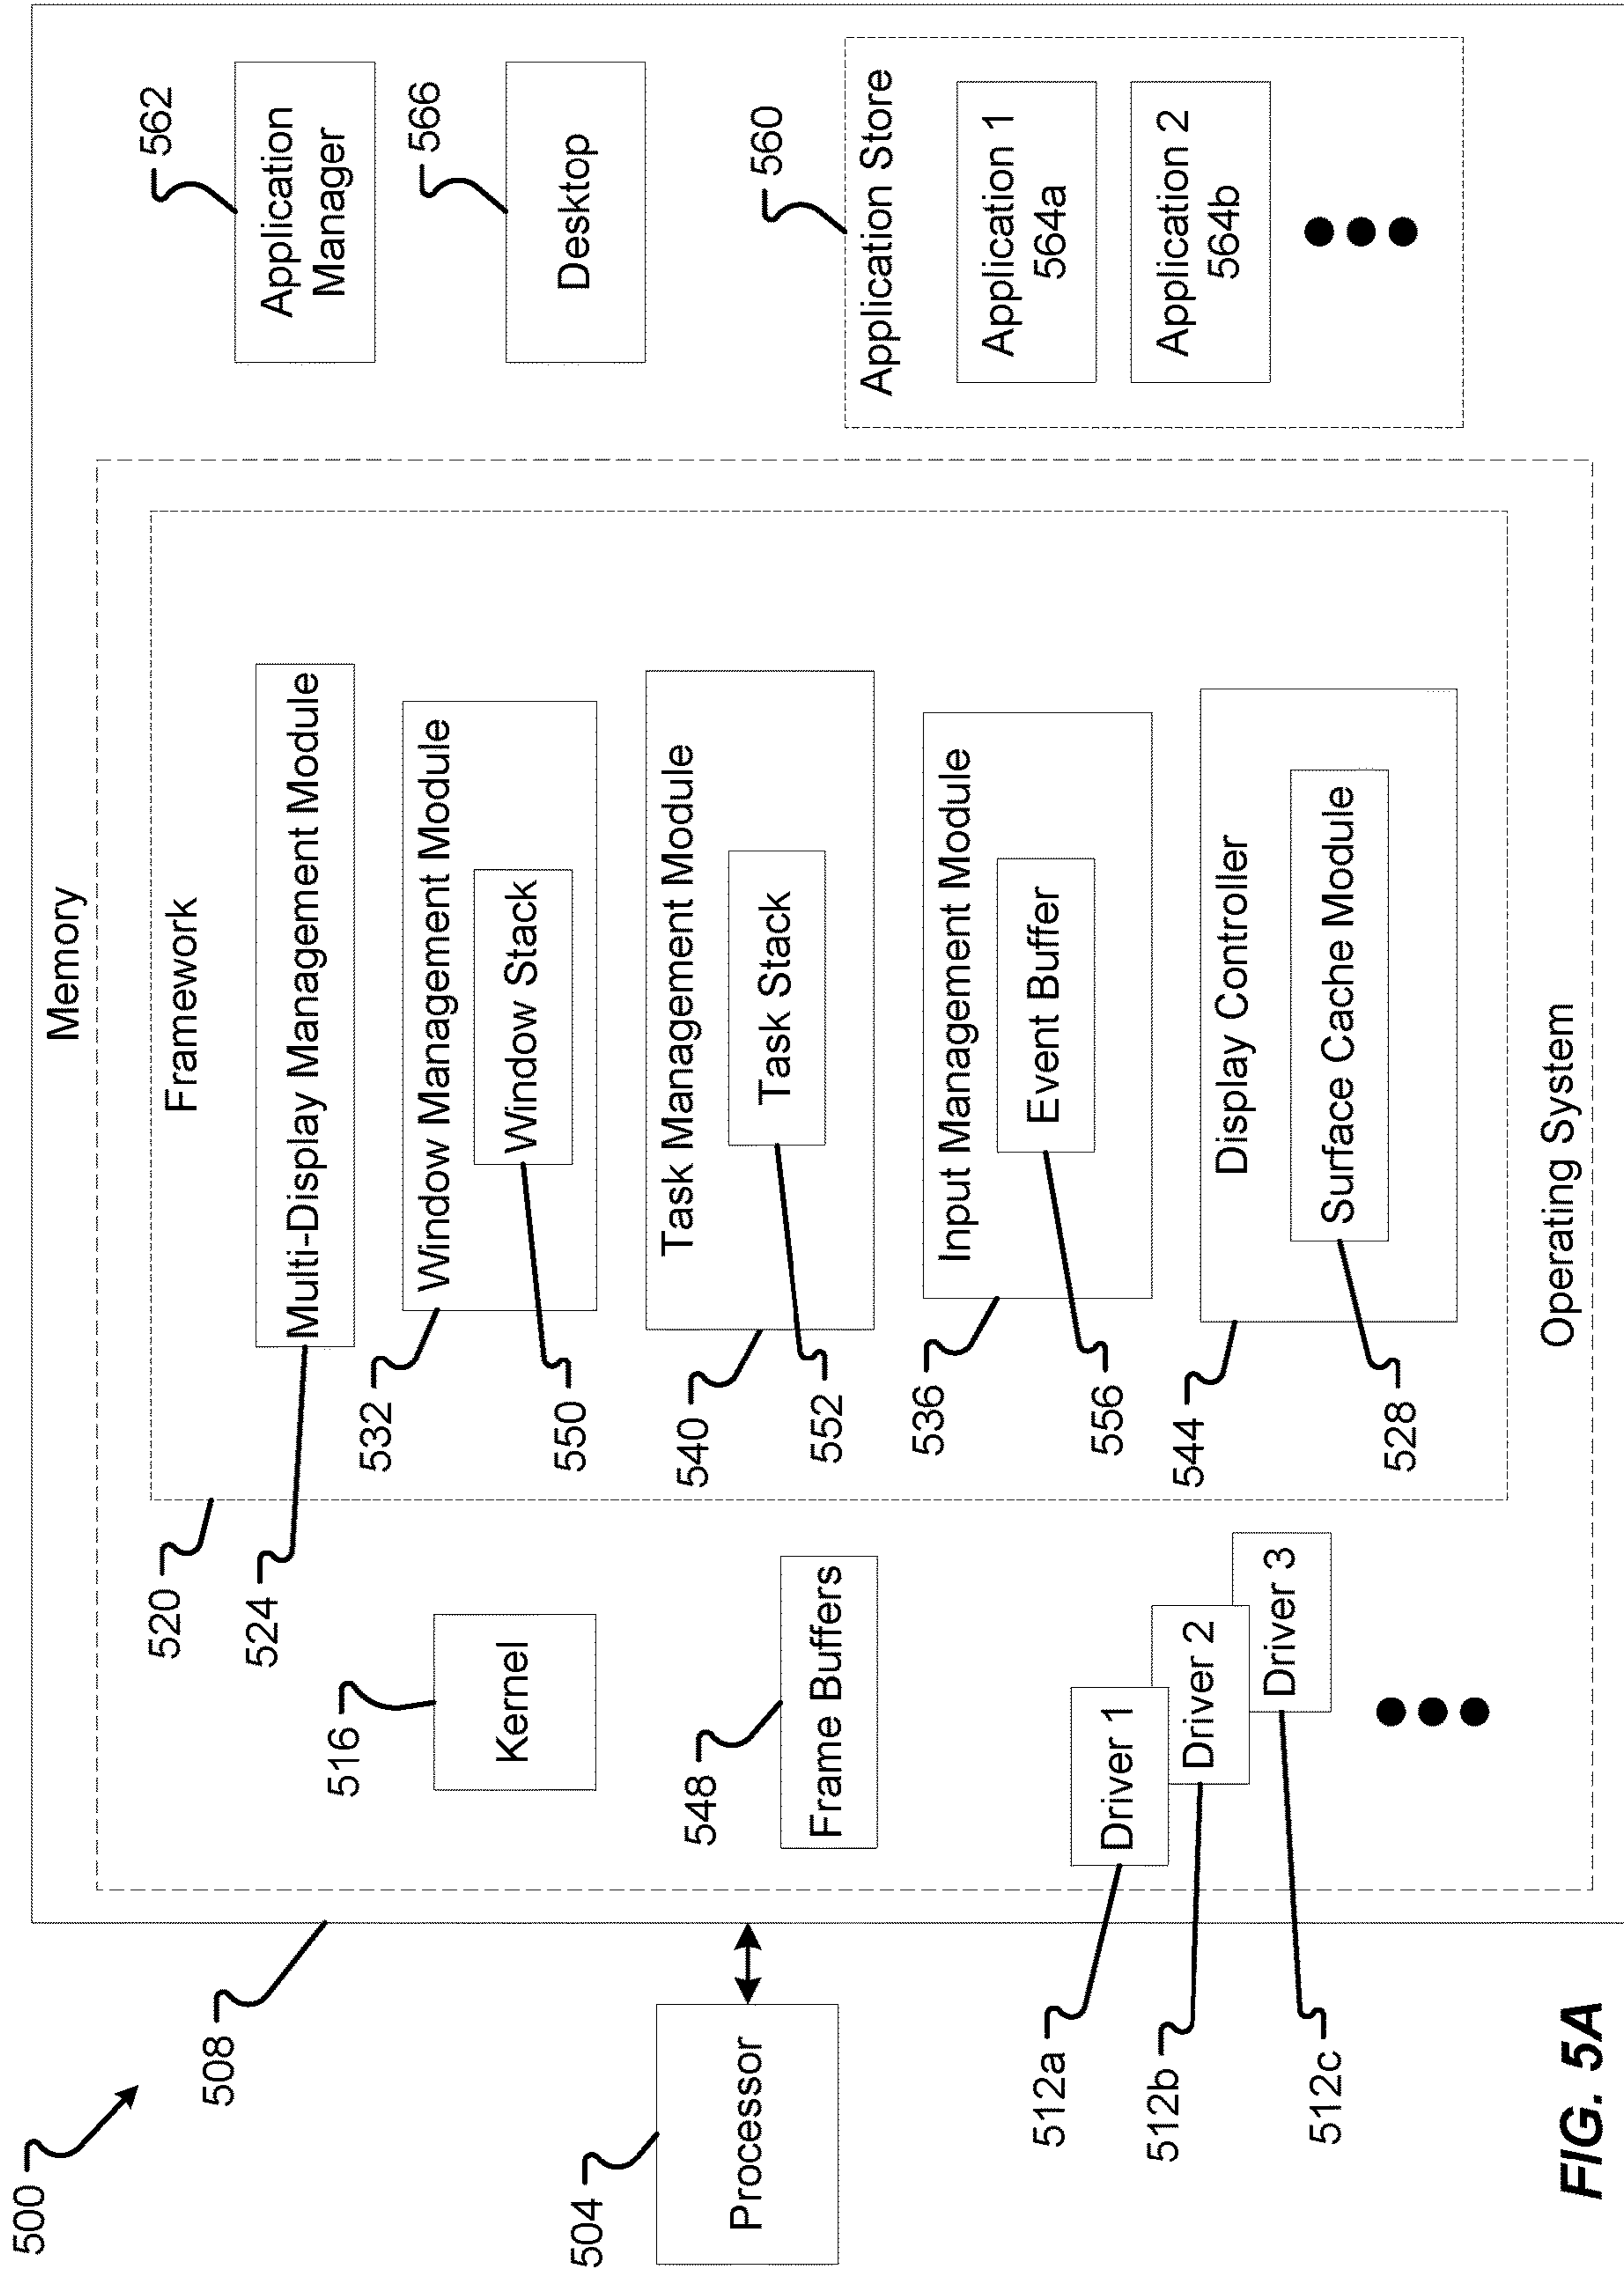 500
508
Memory
520
Framework
562
Application
Manager
524
Multi-Display Management Module
516
Kernel
532
Window Management Module
Window Stack
550
566
Desktop
504
Processor
548
Frame Buffers
540
Task Management Module
Task Stack
552
560
Application Store
Application 1
564a
Application 2
564b
536
Input Management Module
Event Buffer
556
512a
Driver 1
512b
Driver 2
512c
Driver 3
544
Display Controller
Surface Cache Module
528
Operating System
FIG. 5A